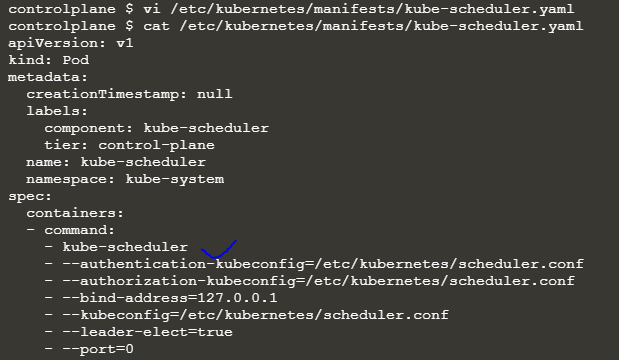 controlplane $ vi /etc/kubernetes/manifests/kube-scheduler.yaml
controlplane $ cat /etc/kubernetes/manifests/kube-scheduler.yaml
apiVersion: v1
kind: Pod
metadata:
  creationTimestamp: null
  labels:
    component: kube-scheduler
    tier: control-plane
  name: kube-scheduler
  namespace: kube-system
spec:
  containers:
  - command:
    - kube-scheduler
    - --authentication-kubeconfig=/etc/kubernetes/scheduler.conf
    - --authorization-kubeconfig=/etc/kubernetes/scheduler.conf
    - --bind-address=127.0.0.1
    - --kubeconfig=/etc/kubernetes/scheduler.conf
    - --leader-elect=true
    - --port=0